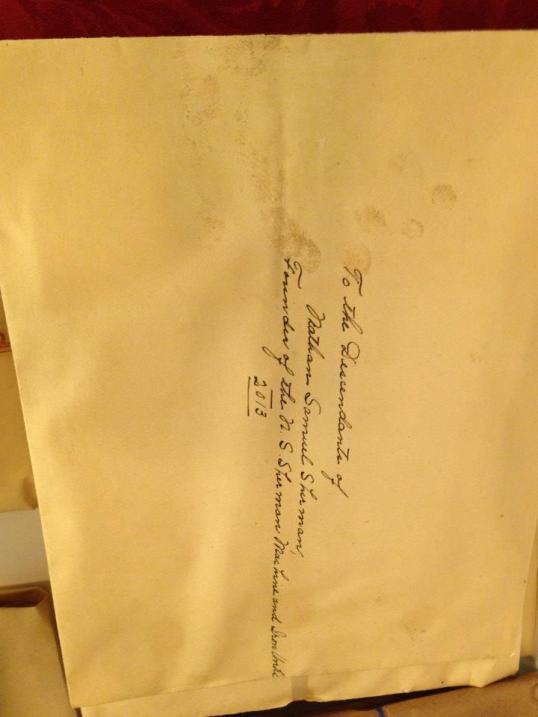 To the Descendants of
Nathan Samuel Sherman,
Founder of the N. S. Sherman Machine and Iron Works
2013